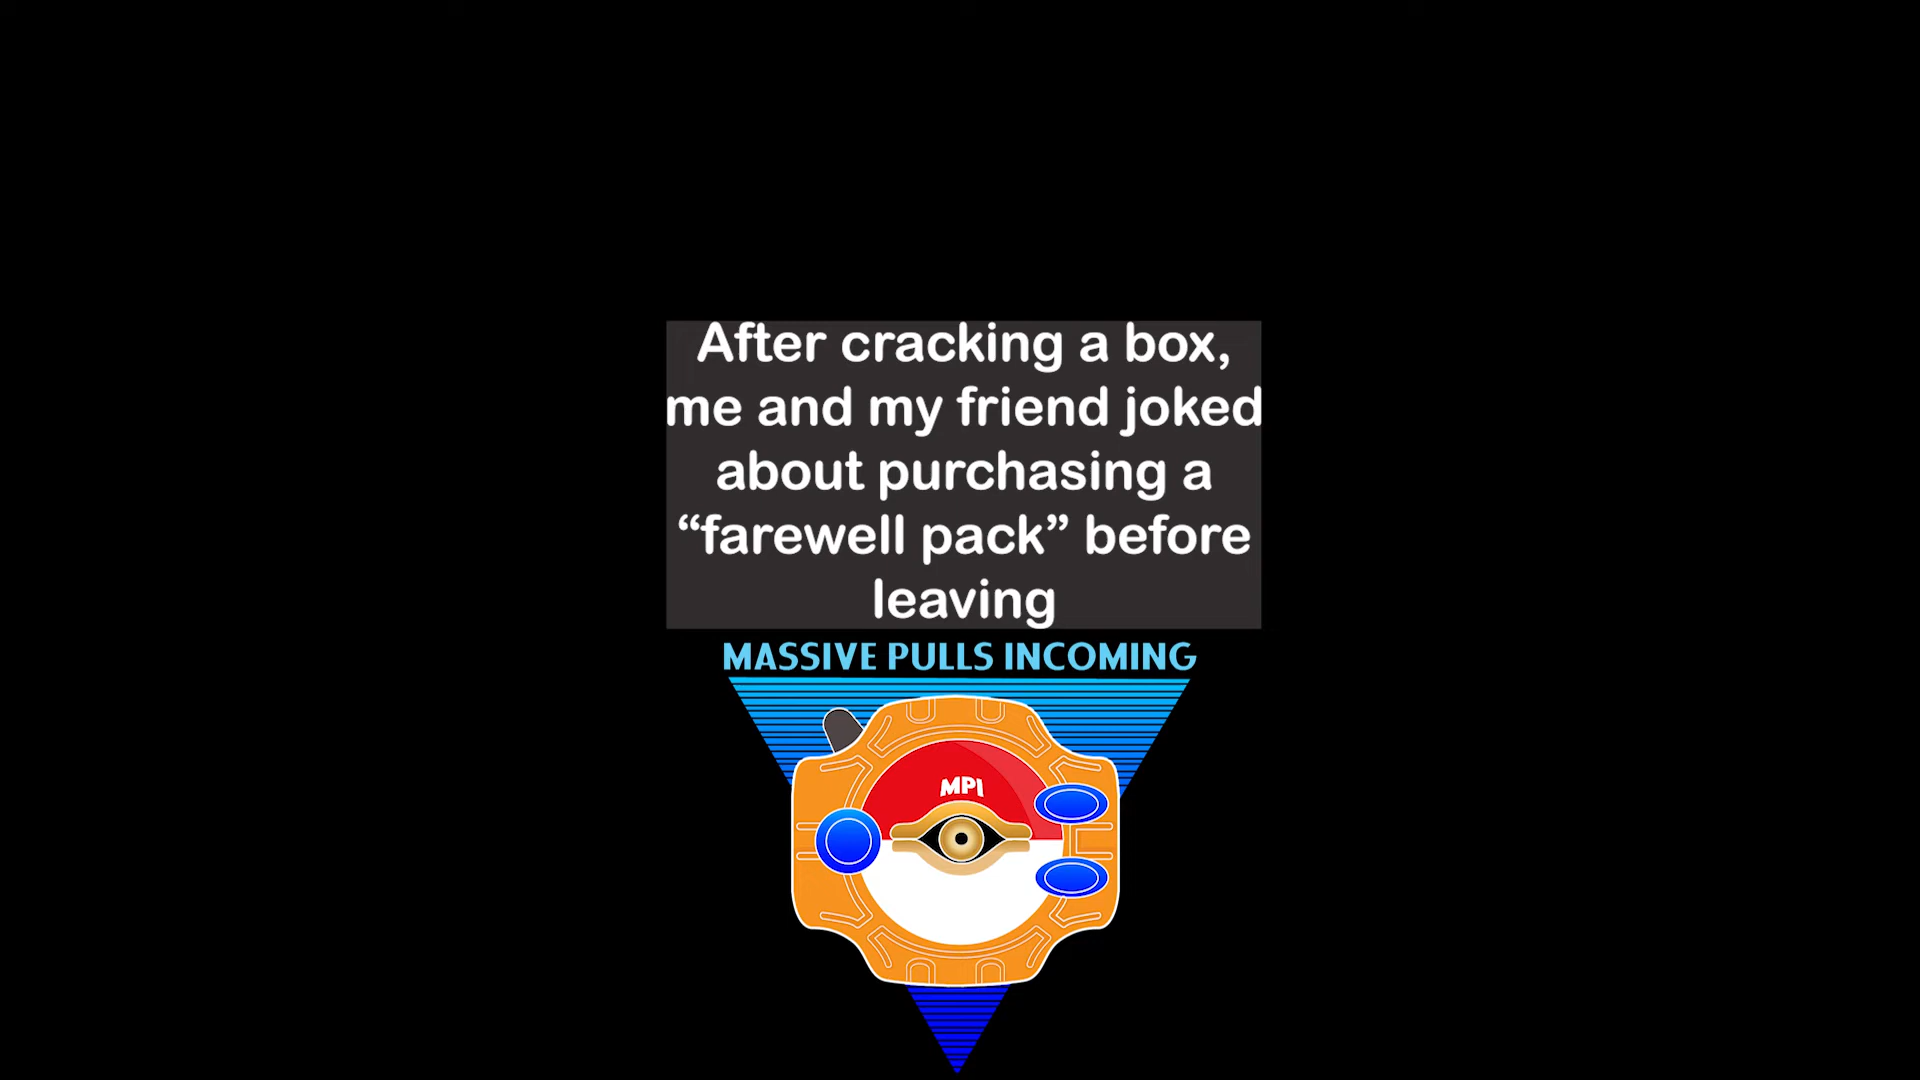 After cracking a box,
me and my friend joked
about purchasing a
“farewell pack” before
leaving
MASSIVE PULLS INCOMING
MPI